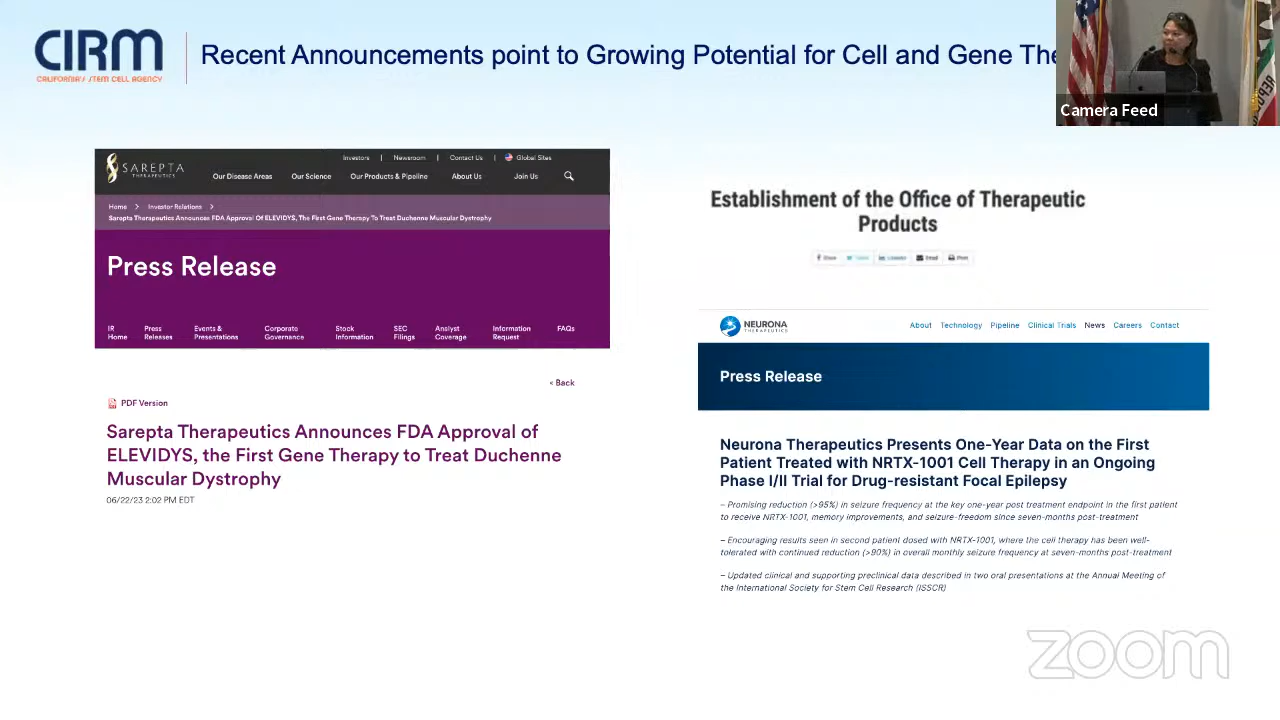 CIRM
CALIFORNIA'S STEM CELL AGENCY
Recent Announcements point to Growing Potential for Cell and Gene The
Camera Feed
SAREPTA
THERAPEUTICS
Investors | Newsroom | Contact Us | Global Sites
Our Disease Areas Our Science Our Products & Pipeline About Us Join Us
Home > Investor Relations >
Sarepta Therapeutics Announces FDA Approval Of ELEVIDYS, The First Gene Therapy To Treat Duchenne Muscular Dystrophy
Press Release
IR Home
Press Releases
Events & Presentations
Corporate Governance
Stock Information
SEC Filings
Analyst Coverage
Information Request
FAQs
< Back
PDF Version
Sarepta Therapeutics Announces FDA Approval of
ELEVIDYS, the First Gene Therapy to Treat Duchenne
Muscular Dystrophy
06/22/23 2:02 PM EDT
Establishment of the Office of Therapeutic
Products
Share Tweet Linkedin Email Print
NEURONA
THERAPEUTICS
About Technology Pipeline Clinical Trials News Careers Contact
Press Release
Neurona Therapeutics Presents One-Year Data on the First
Patient Treated with NRTX-1001 Cell Therapy in an Ongoing
Phase I/II Trial for Drug-resistant Focal Epilepsy
– Promising reduction (>95%) in seizure frequency at the key one-year post treatment endpoint in the first patient
to receive NRTX-1001, memory improvements, and seizure-freedom since seven-months post-treatment
– Encouraging results seen in second patient dosed with NRTX-1001, where the cell therapy has been well-
tolerated with continued reduction (>90%) in overall monthly seizure frequency at seven-months post-treatment
– Updated clinical and supporting preclinical data described in two oral presentations at the Annual Meeting of
the International Society for Stem Cell Research (ISSCR)
zoom